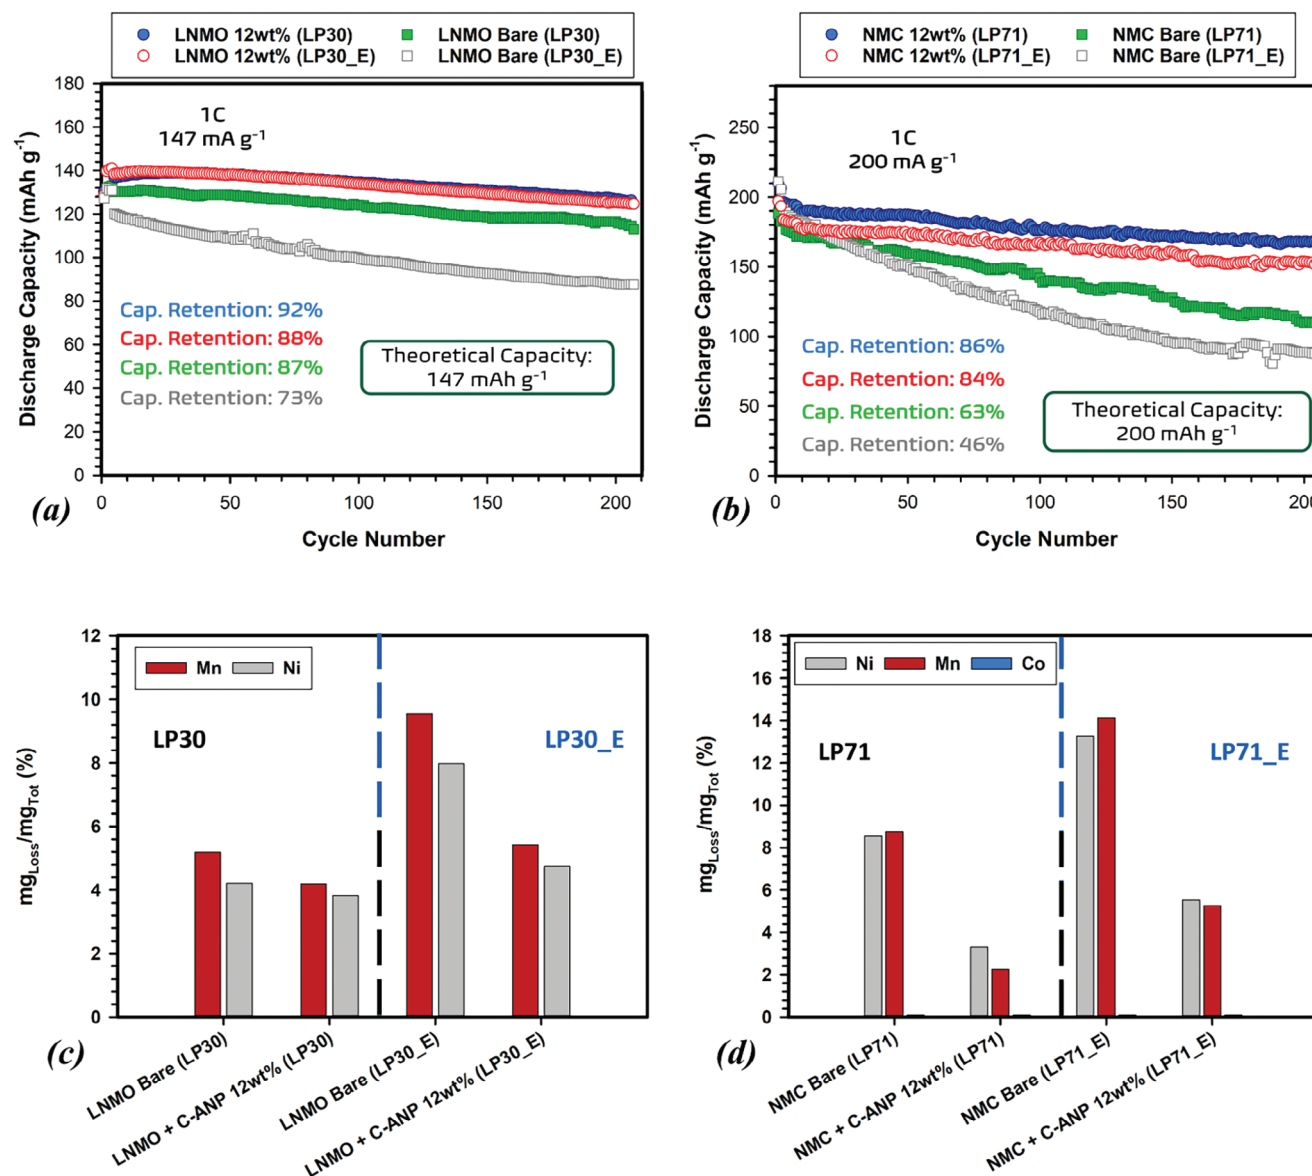 LNMO 12wt% (LP30) LNMO Bare (LP30)
LNMO 12wt% (LP30_E) LNMO Bare (LP30_E)
180
160
140
120
100
80
60
40
20
0
Discharge Capacity (mAh g⁻¹)
1C
147 mA g⁻¹
Cap. Retention: 92%
Cap. Retention: 88%
Cap. Retention: 87%
Cap. Retention: 73%
Theoretical Capacity:
147 mAh g⁻¹
0 50 100 150 200
(a)
Cycle Number
NMC 12wt% (LP71) NMC Bare (LP71)
NMC 12wt% (LP71_E) NMC Bare (LP71_E)
250
200
150
100
50
0
Discharge Capacity (mAh g⁻¹)
1C
200 mA g⁻¹
Cap. Retention: 86%
Cap. Retention: 84%
Cap. Retention: 63%
Cap. Retention: 46%
Theoretical Capacity:
200 mAh g⁻¹
0 50 100 150 200
(b)
Cycle Number
12
10
8
6
4
2
0
mg_Loss/mg_Tot (%)
Mn Ni
LP30 LP30_E
(c)
LNMO Bare (LP30)
LNMO + C-ANP 12wt% (LP30)
LNMO Bare (LP30_E)
LNMO + C-ANP 12wt% (LP30_E)
18
16
14
12
10
8
6
4
2
0
mg_Loss/mg_Tot (%)
Ni Mn Co
LP71 LP71_E
(d)
NMC Bare (LP71)
NMC + C-ANP 12wt% (LP71)
NMC Bare (LP71_E)
NMC + C-ANP 12wt% (LP71_E)